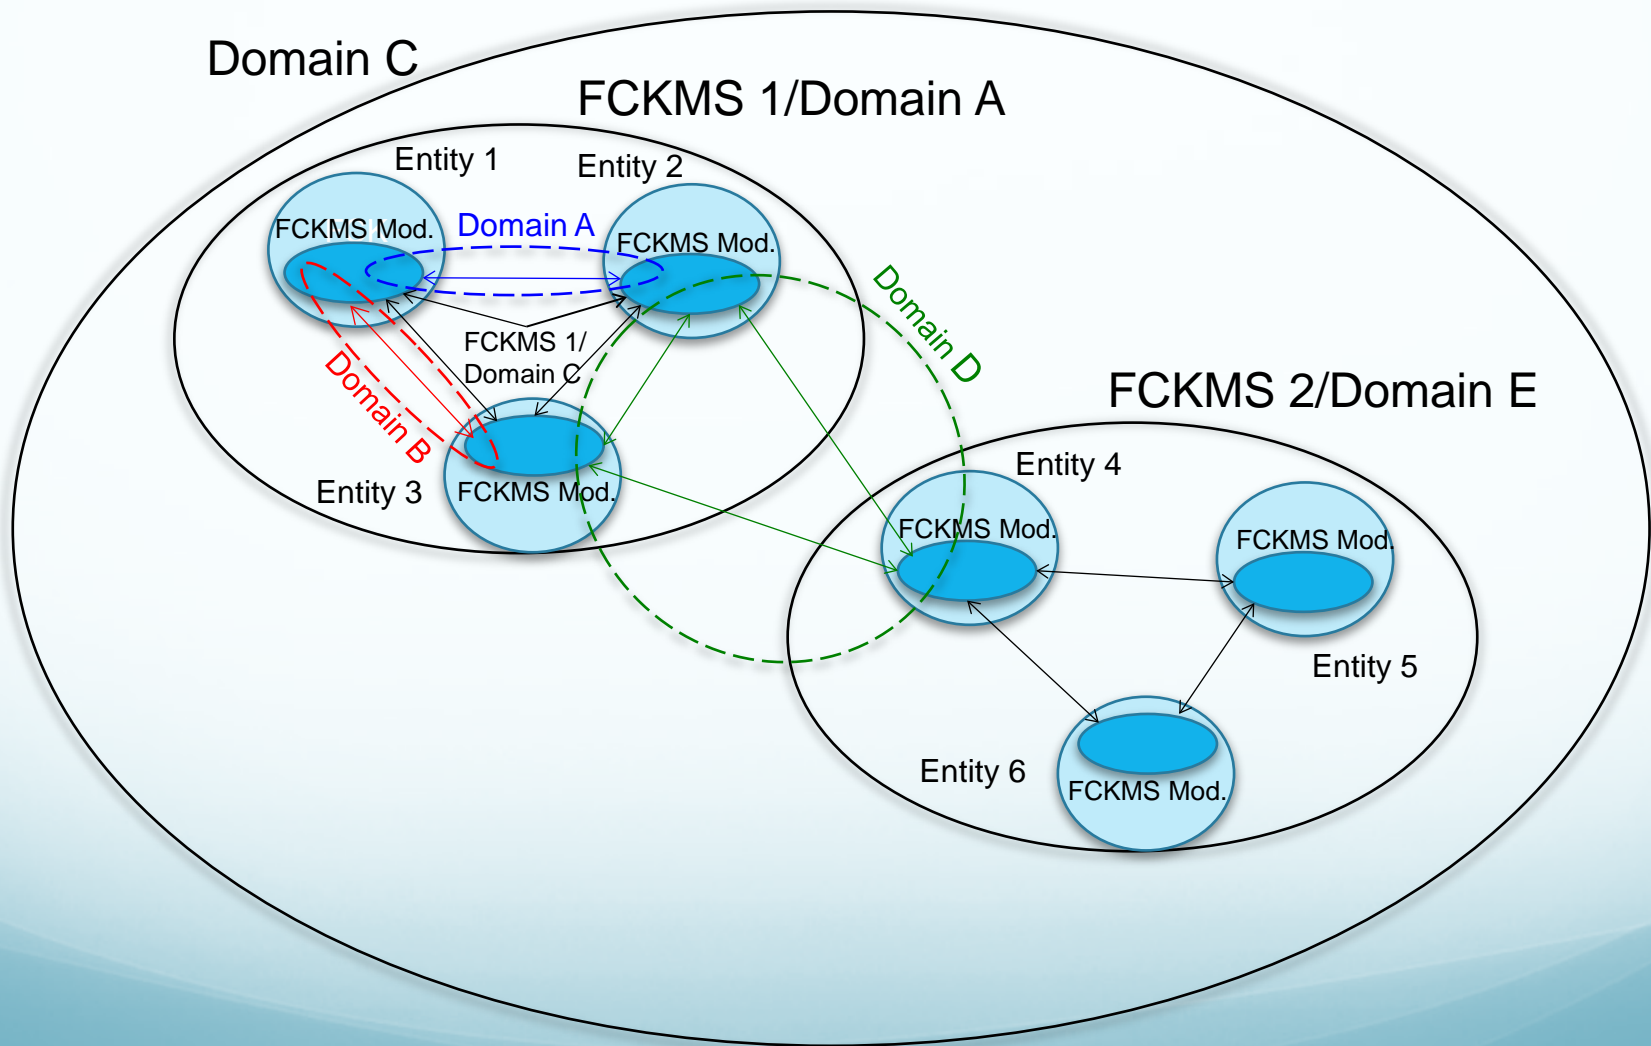 Domain C
FCKMS 1/Domain A
Entity 1
Entity 2
FCKMS Mod.
Domain A
FCKMS Mod.
FCKMS 1/
Domain C
Domain B
Domain D
Entity 3
FCKMS Mod.
FCKMS 2/Domain E
Entity 4
FCKMS Mod.
FCKMS Mod.
Entity 5
Entity 6
FCKMS Mod.